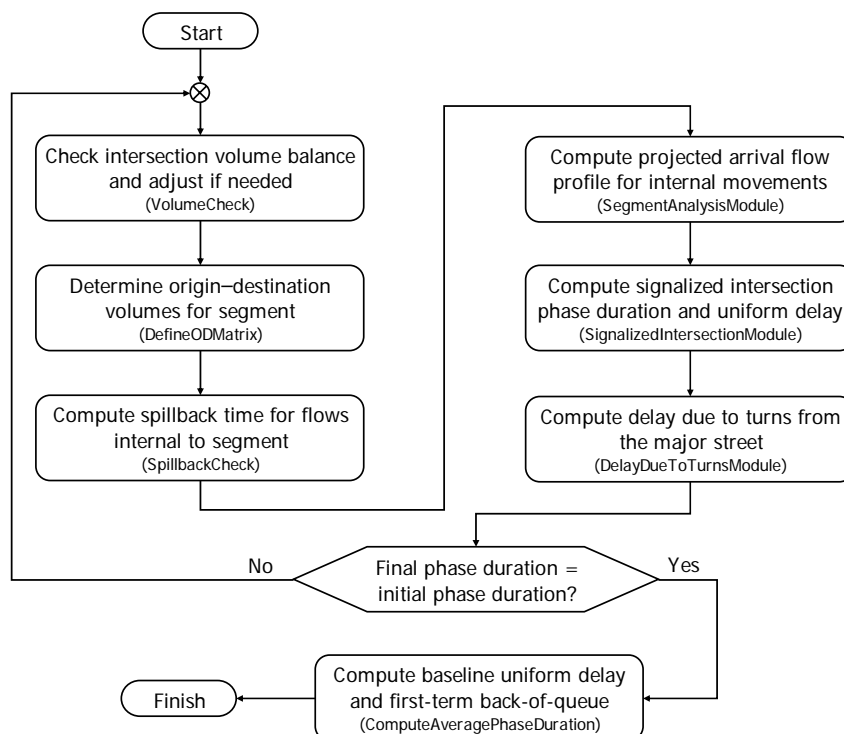 Start
Check intersection volume balance
and adjust if needed
(VolumeCheck)
Determine origin–destination
volumes for segment
(DefineODMatrix)
Compute spillback time for flows
internal to segment
(SpillbackCheck)
Compute projected arrival flow
profile for internal movements
(SegmentAnalysisModule)
Compute signalized intersection
phase duration and uniform delay
(SignalizedIntersectionModule)
Compute delay due to turns from
the major street
(DelayDueToTurnsModule)
No
Final phase duration =
initial phase duration?
Yes
Compute baseline uniform delay
and first-term back-of-queue
(ComputeAveragePhaseDuration)
Finish